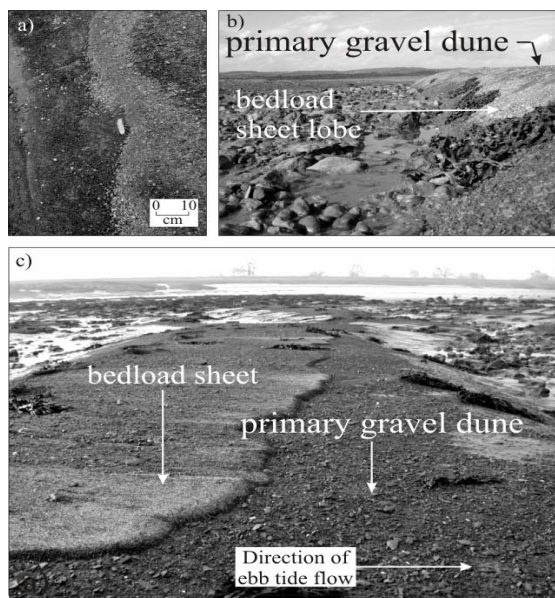 a)
0 10
cm
b)
primary gravel dune
bedload
sheet lobe
c)
bedload sheet
primary gravel dune
Direction of
ebb tide flow